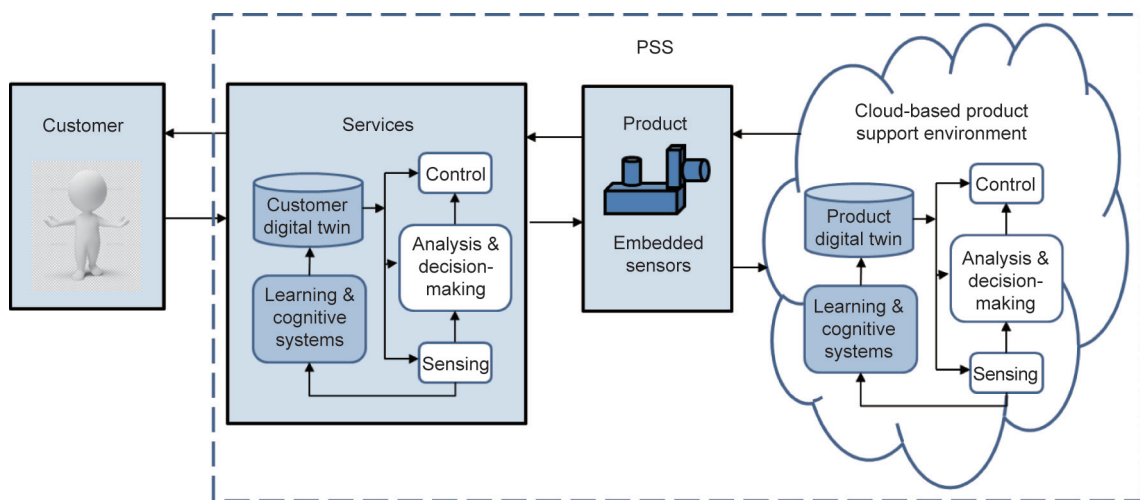 PSS
Customer
Services
Customer
digital twin
Learning &
cognitive
systems
Control
Analysis &
decision-
making
Sensing
Product
Embedded
sensors
Cloud-based product
support environment
Product
digital twin
Learning &
cognitive
systems
Control
Analysis &
decision-
making
Sensing